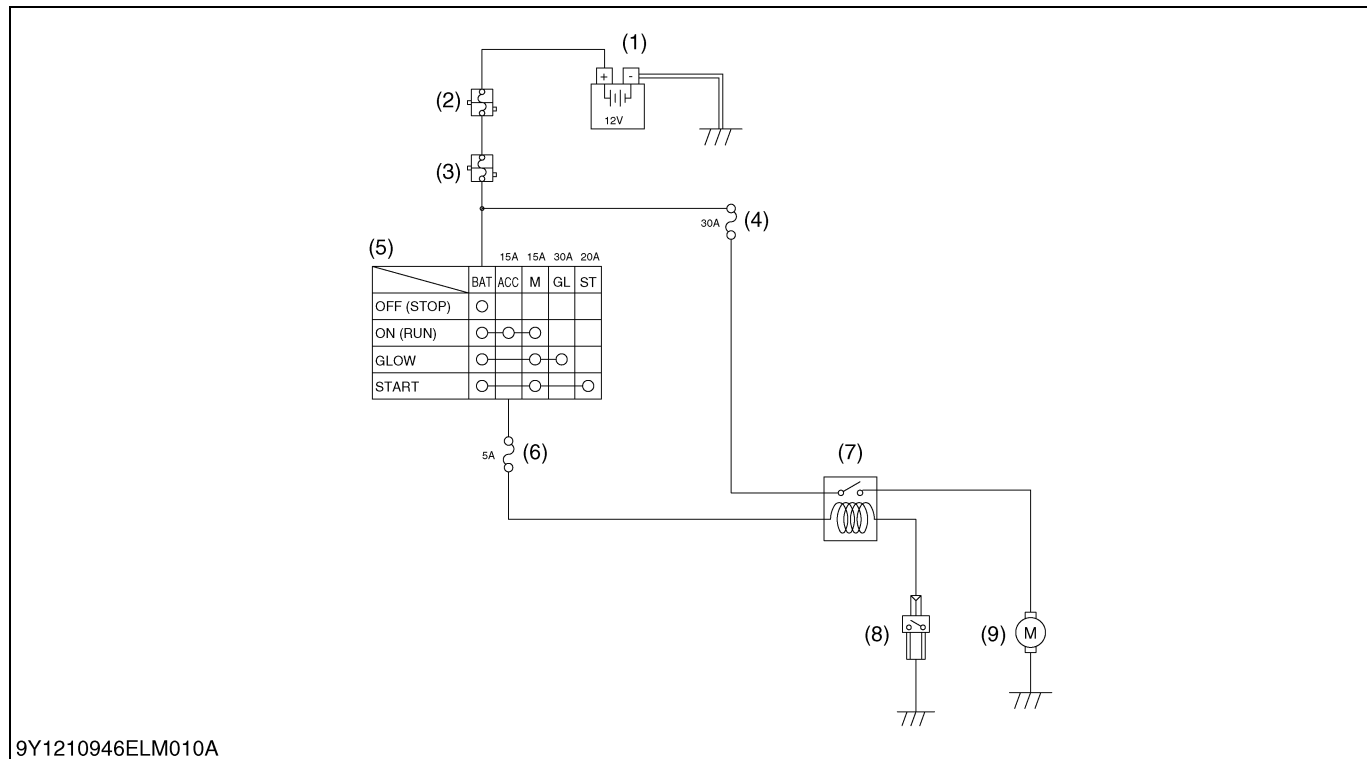 (1)
+ -
12V
(2)
(3)
30A (4)
(5)
15A 15A 30A 20A
BAT ACC M GL ST
OFF (STOP)
ON (RUN)
GLOW
START
5A (6)
(7)
(8)
(9) M
9Y1210946ELM010A